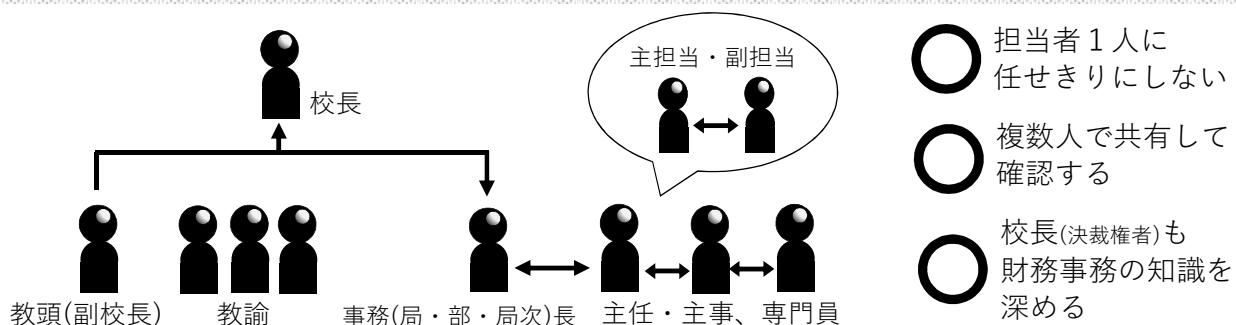 校長
主担当・副担当
教頭(副校長)
教諭
事務(局・部・局次)長
主任・主事、専門員
担当者１人に
任せきりにしない
複数人で共有して
確認する
校長(決裁権者)も
財務事務の知識を
深める